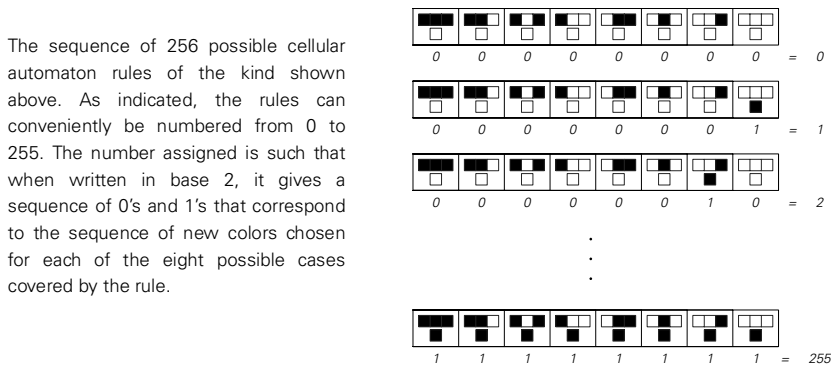 The sequence of 256 possible cellular
automaton rules of the kind shown
above. As indicated, the rules can
conveniently be numbered from 0 to
255. The number assigned is such that
when written in base 2, it gives a
sequence of 0's and 1's that correspond
to the sequence of new colors chosen
for each of the eight possible cases
covered by the rule.
0 0 0 0 0 0 0 0 = 0
0 0 0 0 0 0 0 1 = 1
0 0 0 0 0 0 1 0 = 2
1 1 1 1 1 1 1 1 = 255